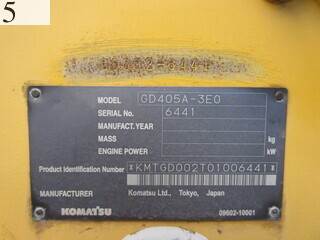 5
MODEL GD405A-3E0
SERIAL No. 6441
MANUFACT. YEAR
MASS kg
ENGINE POWER kW
Product Identification Number *KMTGD002T01006441*
MANUFACTURER Komatsu Ltd., Tokyo, Japan
KOMATSU 09602-10001